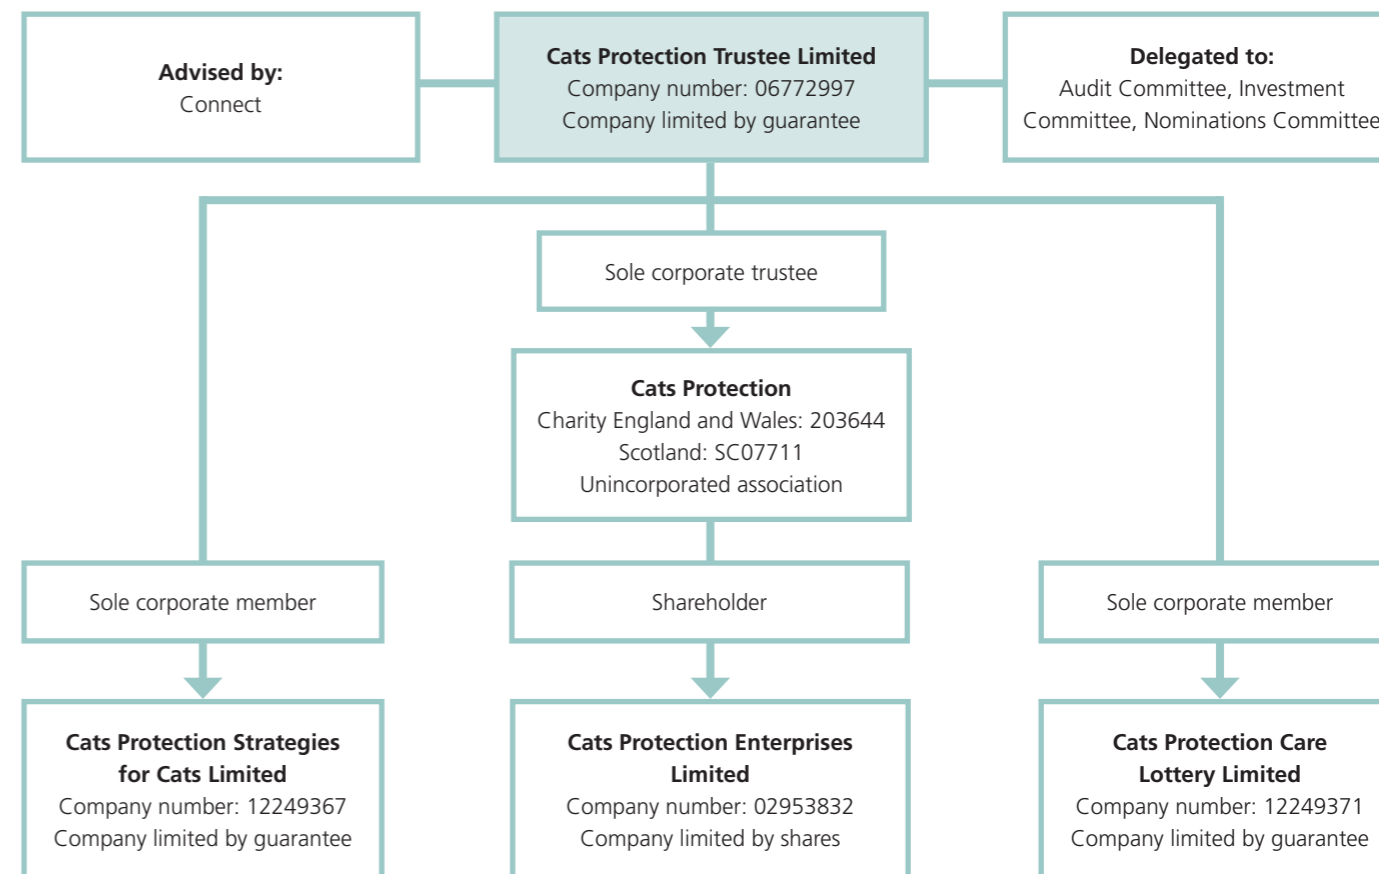 Advised by:
Connect
Cats Protection Trustee Limited
Company number: 06772997
Company limited by guarantee
Delegated to:
Audit Committee, Investment
Committee, Nominations Committee
Sole corporate trustee
Cats Protection
Charity England and Wales: 203644
Scotland: SC07711
Unincorporated association
Sole corporate member
Shareholder
Sole corporate member
Cats Protection Strategies
for Cats Limited
Company number: 12249367
Company limited by guarantee
Cats Protection Enterprises
Limited
Company number: 02953832
Company limited by shares
Cats Protection Care
Lottery Limited
Company number: 12249371
Company limited by guarantee